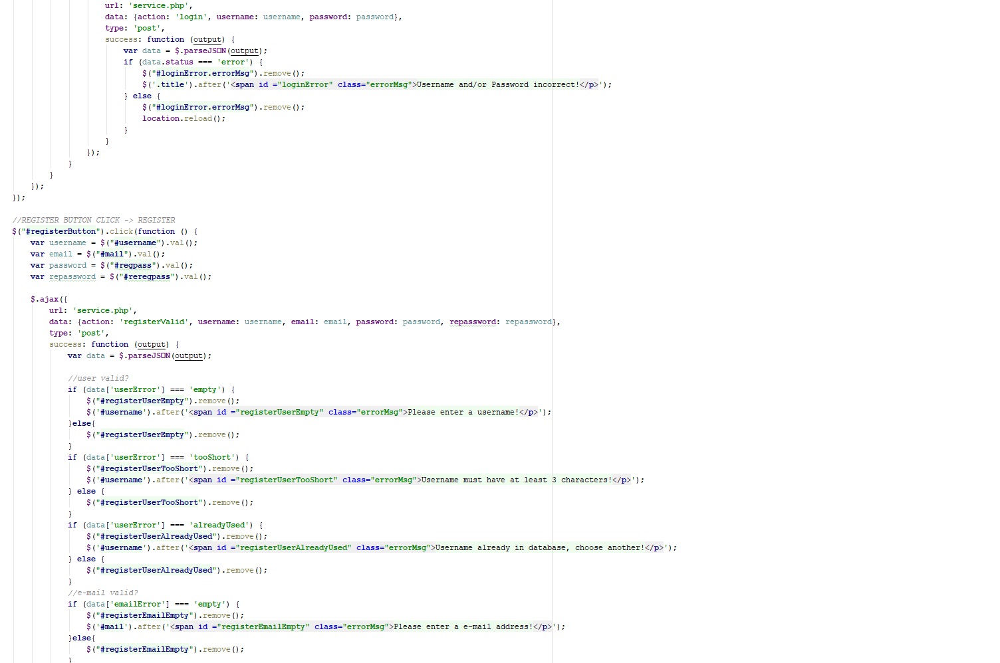 url: 'service.php',
data: {action: 'login', username: username, password: password},
type: 'post',
success: function (output) {
var data = $.parseJSON(output);
if (data.status === 'error') {
$("#loginError.errorMsg").remove();
$('.title').after('<span id ="loginError" class="errorMsg">Username and/or Password incorrect!</p>');
} else {
$("#loginError.errorMsg").remove();
location.reload();
}
}
});
}
}
});
});
//REGISTER BUTTON CLICK -> REGISTER
$("#registerButton").click(function () {
var username = $("#username").val();
var email = $("#mail").val();
var password = $("#regpass").val();
var repassword = $("#reregpass").val();
$.ajax({
url: 'service.php',
data: {action: 'registerValid', username: username, email: email, password: password, repassword: repassword},
type: 'post',
success: function (output) {
var data = $.parseJSON(output);
//user valid?
if (data['userError'] === 'empty') {
$("#registerUserEmpty").remove();
$('#username').after('<span id ="registerUserEmpty" class="errorMsg">Please enter a username!</p>');
}else{
$("#registerUserEmpty").remove();
}
if (data['userError'] === 'tooShort') {
$("#registerUserTooShort").remove();
$('#username').after('<span id ="registerUserTooShort" class="errorMsg">Username must have at least 3 characters!</p>');
} else {
$("#registerUserTooShort").remove();
}
if (data['userError'] === 'alreadyUsed') {
$("#registerUserAlreadyUsed").remove();
$('#username').after('<span id ="registerUserAlreadyUsed" class="errorMsg">Username already in database, choose another!</p>');
} else {
$("#registerUserAlreadyUsed").remove();
}
//e-mail valid?
if (data['emailError'] === 'empty') {
$("#registerEmailEmpty").remove();
$('#mail').after('<span id ="registerEmailEmpty" class="errorMsg">Please enter a e-mail address!</p>');
}else{
$("#registerEmailEmpty").remove();
}